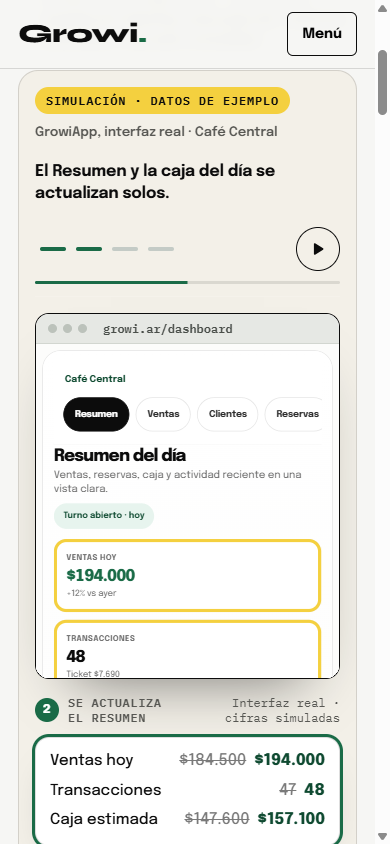 Growi.
Menú
SIMULACIÓN · DATOS DE EJEMPLO
GrowiApp, interfaz real · Café Central
El Resumen y la caja del día se
actualizan solos.
growi.ar/dashboard
Café Central
Resumen
Ventas
Clientes
Reservas
Resumen del día
Ventas, reservas, caja y actividad reciente en una
vista clara.
Turno abierto · hoy
VENTAS HOY
$194.000
+12% vs ayer
TRANSACCIONES
48
Ticket $7.690
2
SE ACTUALIZA
EL RESUMEN
Interfaz real ·
cifras simuladas
Ventas hoy $184.500 $194.000
Transacciones 47 48
Caja estimada $147.600 $157.100